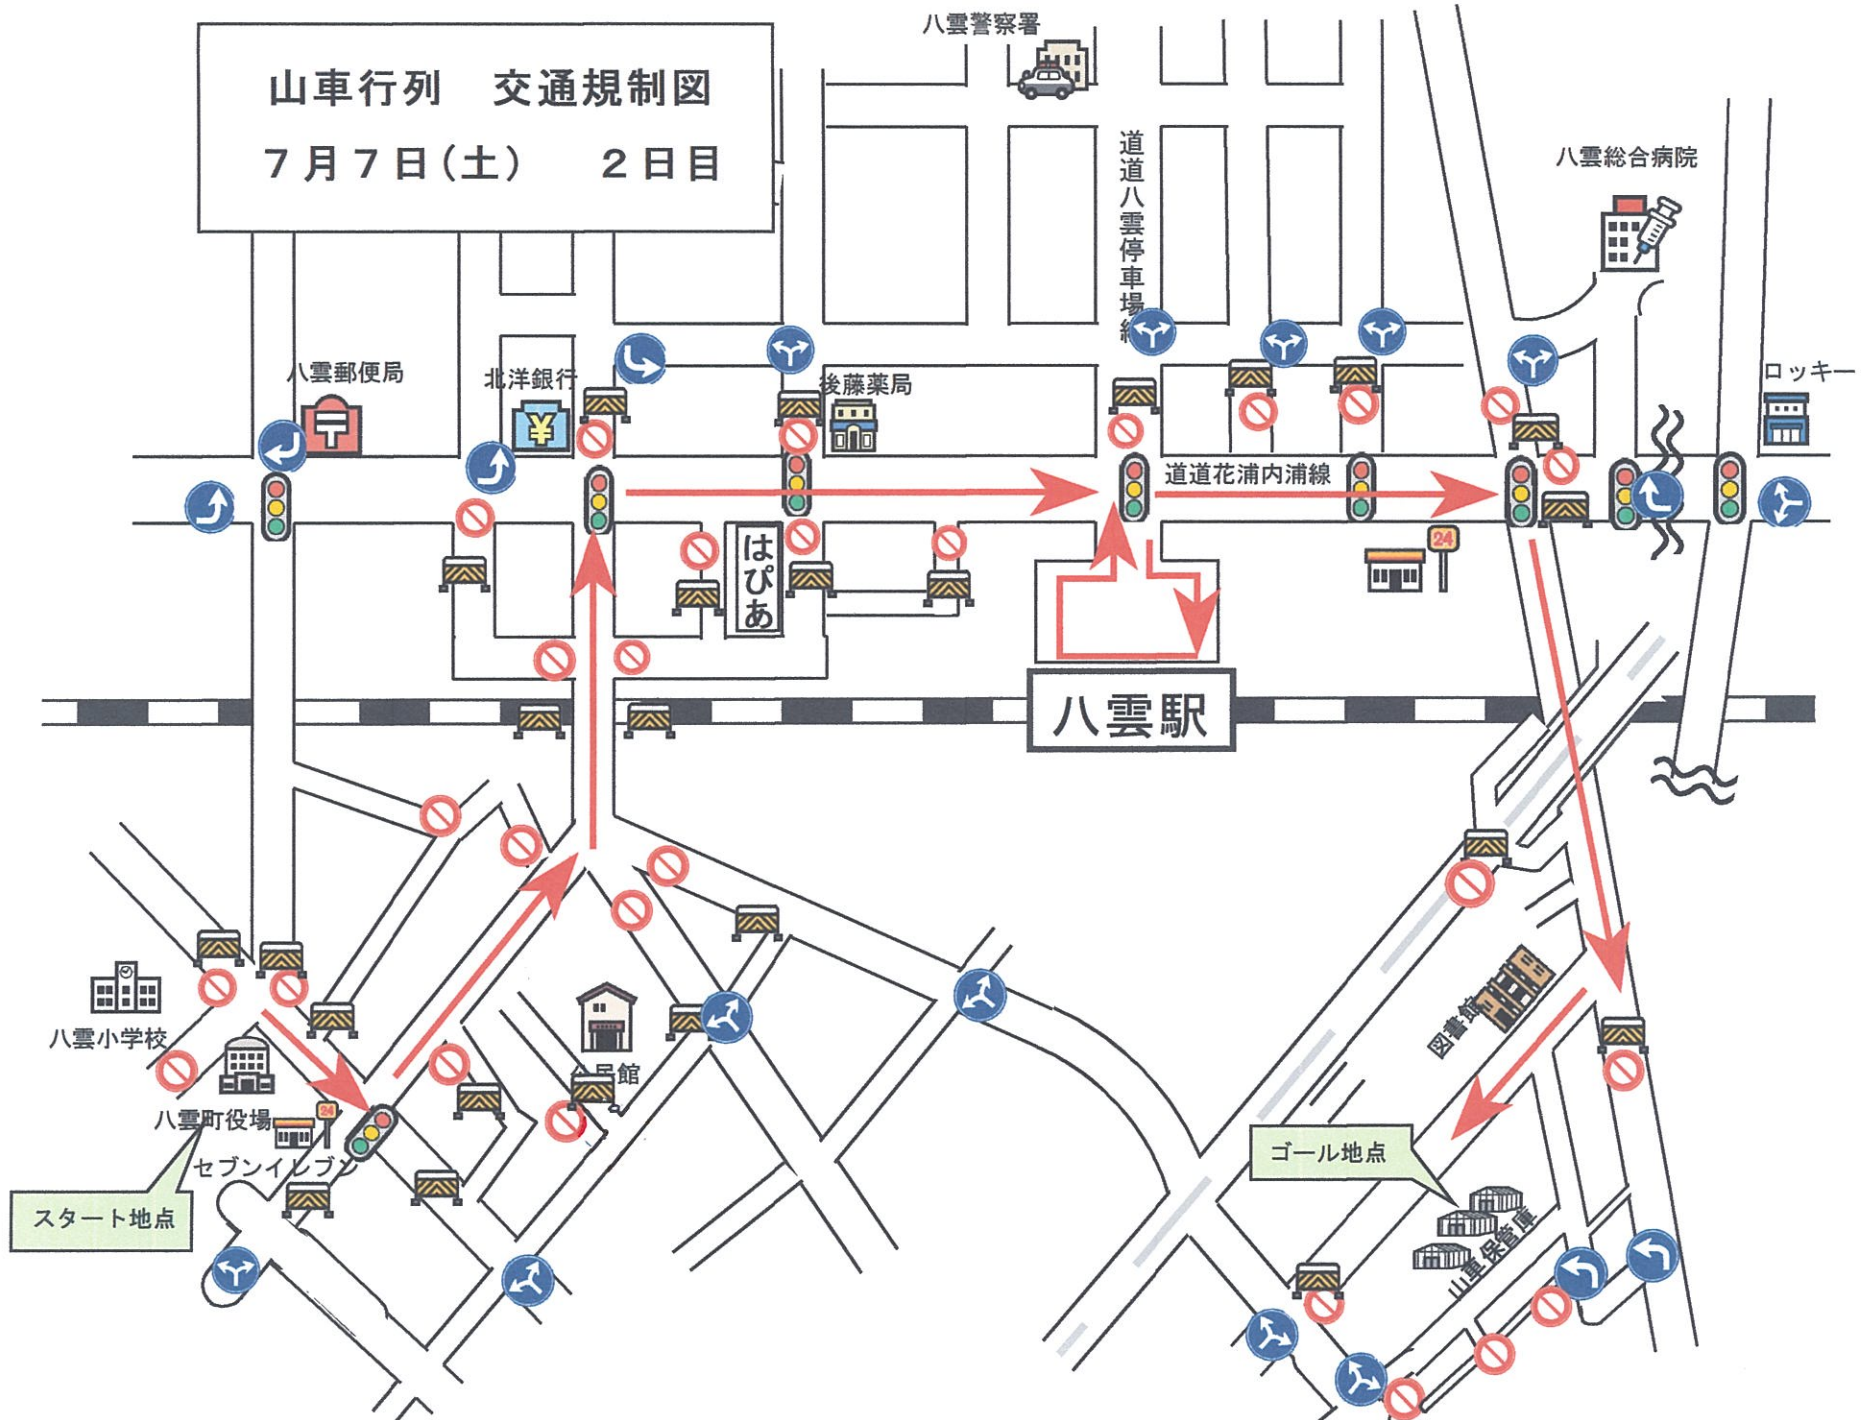 山車行列　交通規制図
７月７日（土）　２日目
八雲警察署
道道八雲停車場線
八雲総合病院
八雲郵便局
北洋銀行
後藤薬局
ロッキー
道道花浦内浦線
24
はぴあ
八雲駅
八雲小学校
八雲町役場
24
セブンイレブン
スタート地点
公民館
図書館
ゴール地点
山車保管庫